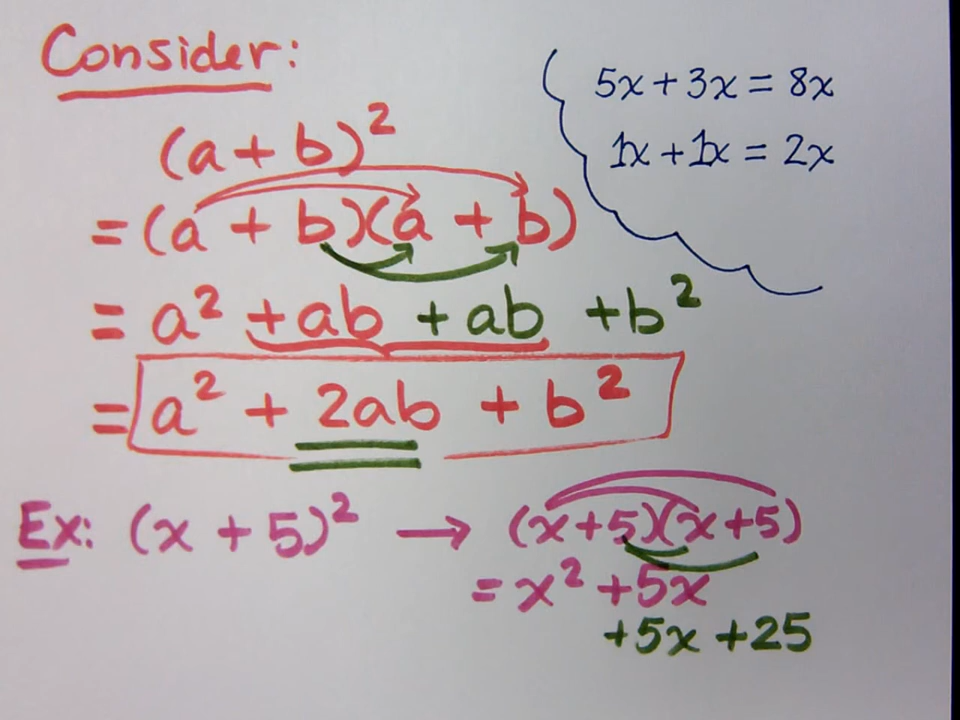 Consider:
5x + 3x = 8x
1x + 1x = 2x
(a + b)²
= (a + b)(a + b)
= a² + ab + ab + b²
= a² + 2ab + b²
Ex: (x + 5)² → (x + 5)(x + 5)
= x² + 5x
+ 5x + 25